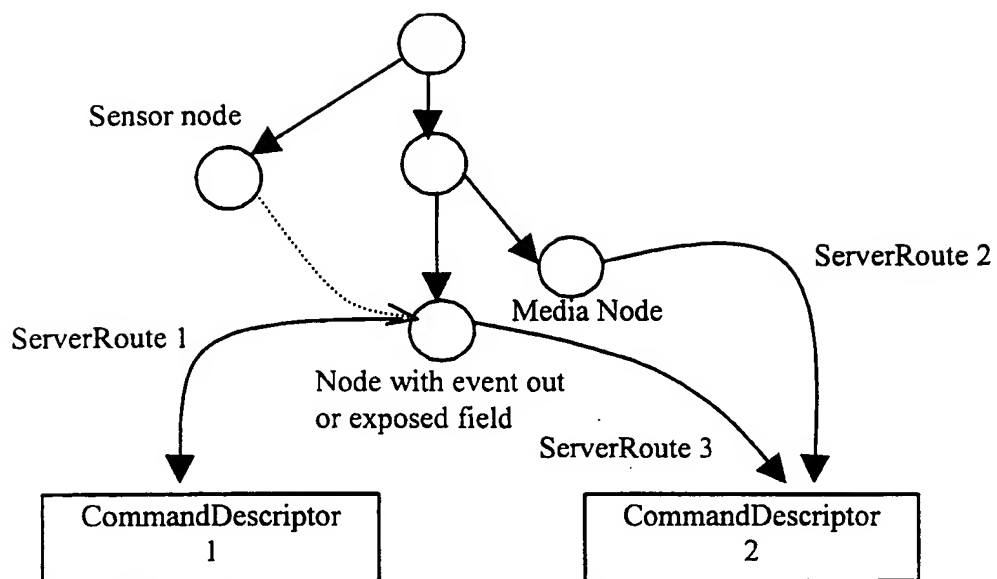 Sensor node
ServerRoute 2
Media Node
ServerRoute 1
Node with event out
or exposed field
ServerRoute 3
CommandDescriptor
1
CommandDescriptor
2